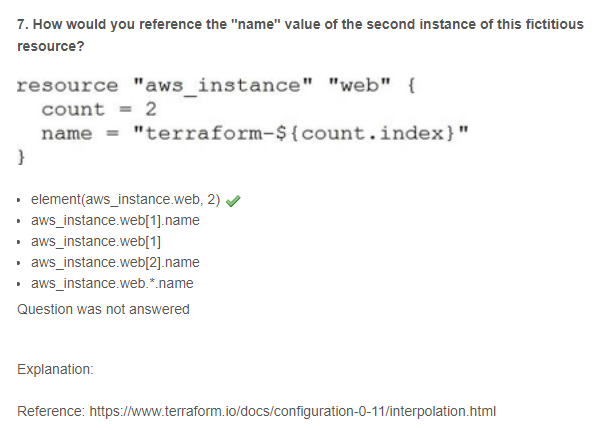 7. How would you reference the "name" value of the second instance of this fictitious
resource?
resource "aws_instance" "web" {
count = 2
name = "terraform-${count.index}"
}
• element(aws_instance.web, 2)
• aws_instance.web[1].name
• aws_instance.web[1]
• aws_instance.web[2].name
• aws_instance.web.*.name
Question was not answered
Explanation:
Reference: https://www.terraform.io/docs/configuration-0-11/interpolation.html